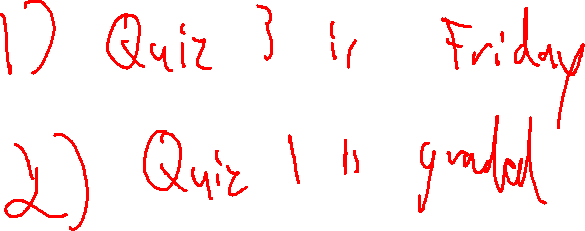 1) Quiz 3 is Friday
2) Quiz 1 is graded